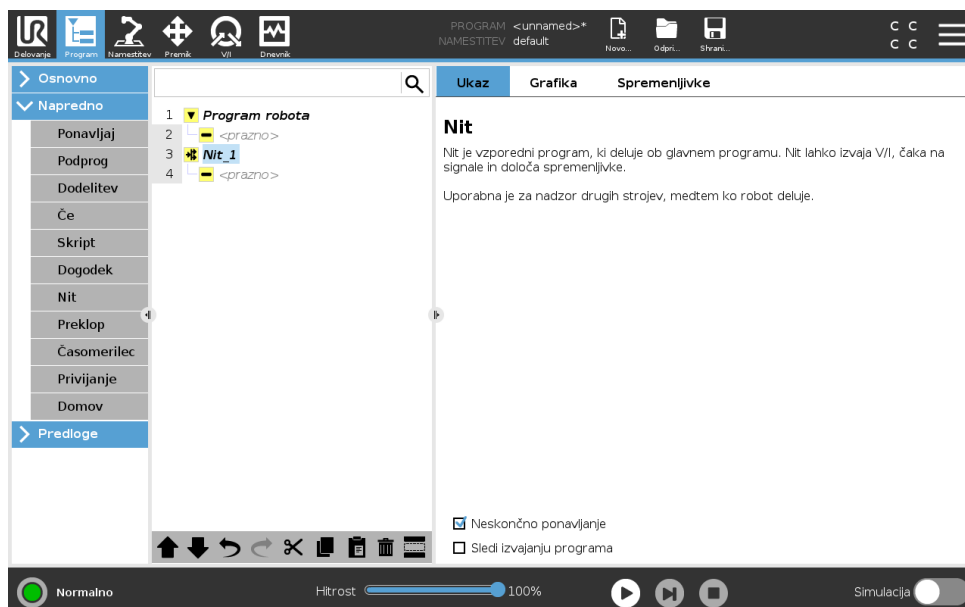 PROGRAM <unnamed>*
NAMESTITEV default
Delovanje Program Namestitev Premik V/I Dnevnik Novo... Odpri... Shrani...
C C
C C
Osnovno
Napredno
Ponavljaj
Podprog
Dodelitev
Če
Skript
Dogodek
Nit
Preklop
Časomerilec
Privijanje
Domov
Predloge
1 Program robota
2 <prazno>
3 Nit_1
4 <prazno>
Ukaz Grafika Spremenljivke
Nit
Nit je vzporedni program, ki deluje ob glavnem programu. Nit lahko izvaja V/I, čaka na
signale in določa spremenljivke.
Uporabna je za nadzor drugih strojev, medtem ko robot deluje.
Neskončno ponavljanje
Sledi izvajanju programa
Normalno Hitrost 100% Simulacija